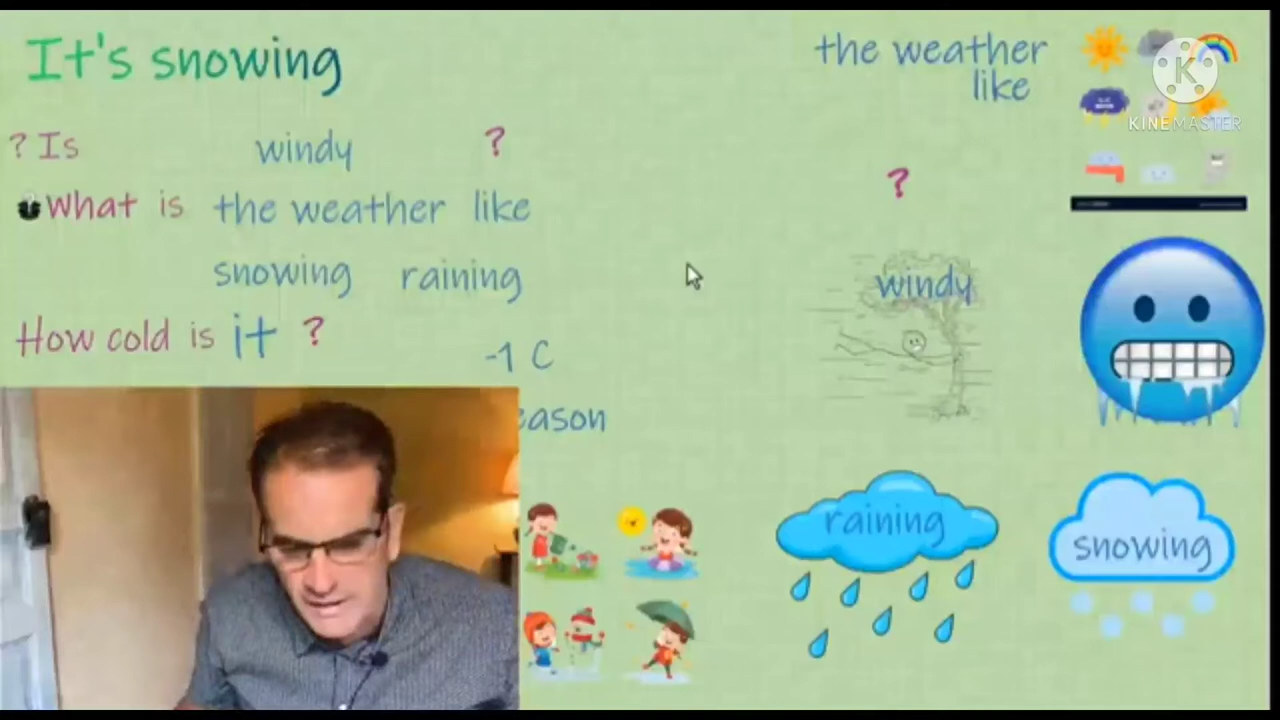 It's snowing
the weather
like
K
KINEMASTER
? Is windy ?
What is the weather like
?
snowing raining
windy
How cold is it ?
-1 C
eason
raining
snowing